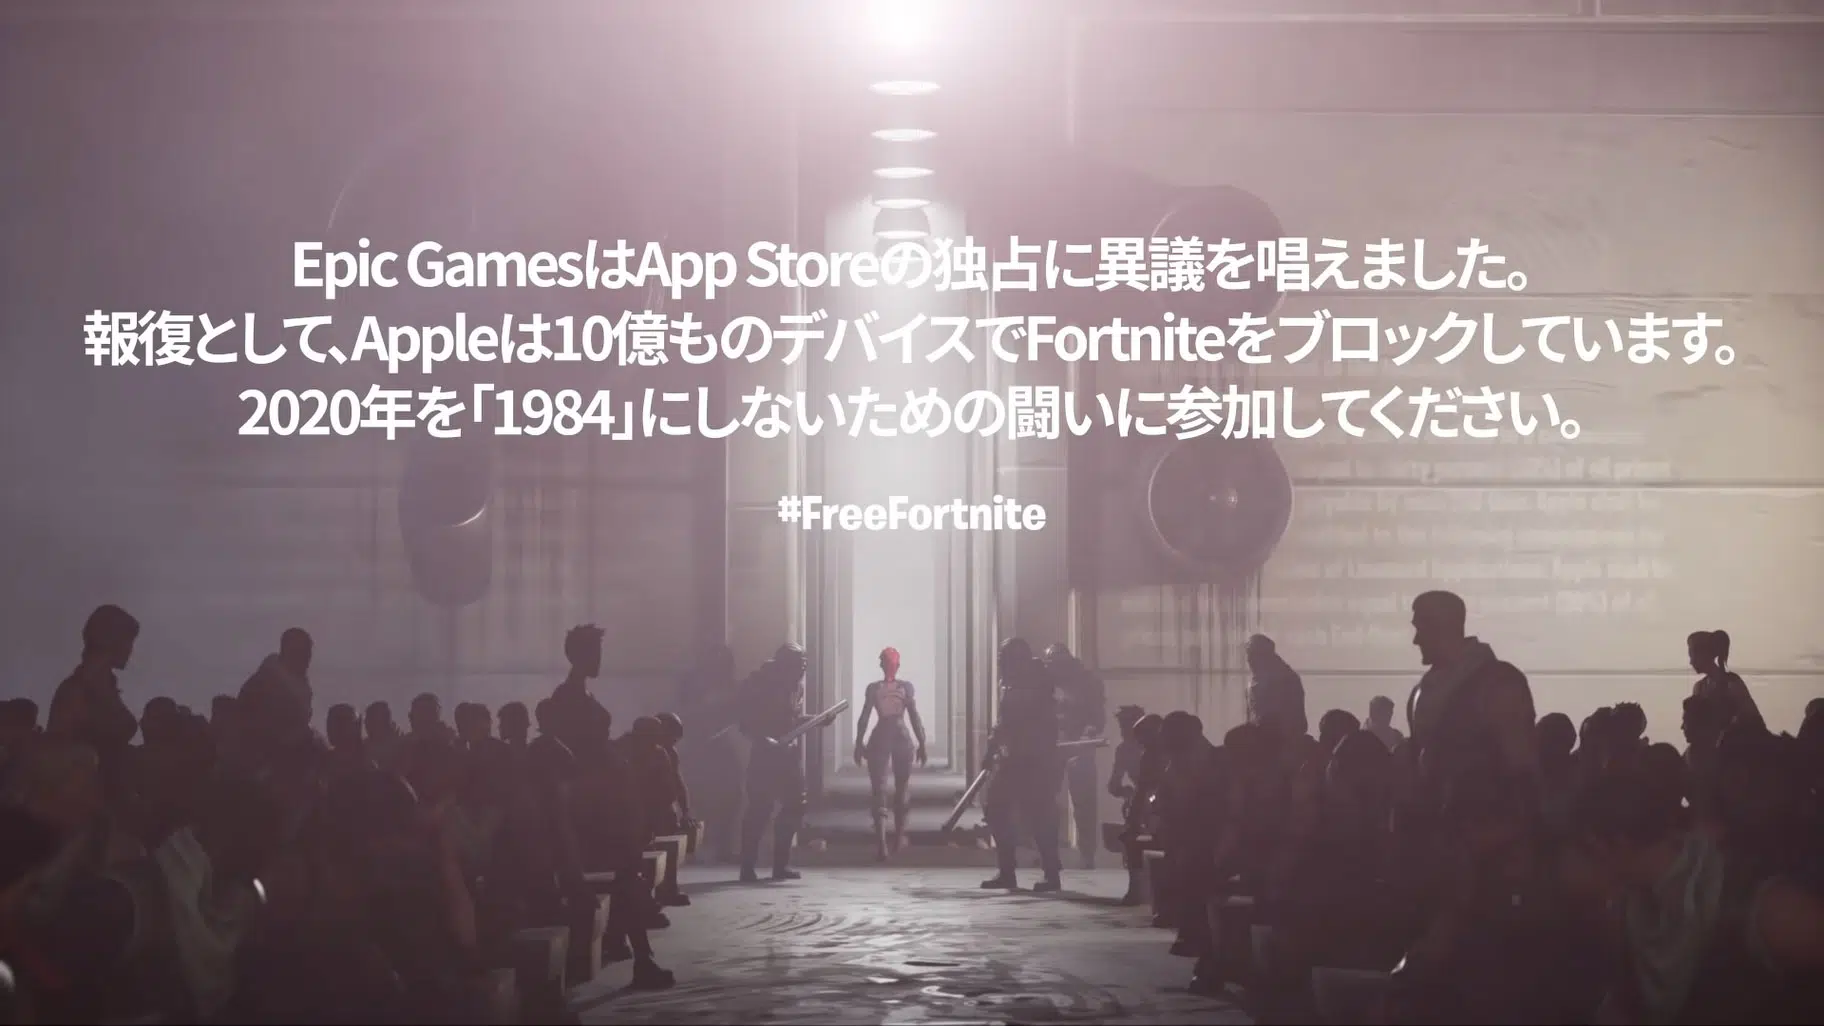 Epic GamesはApp Storeの独占に異議を唱えました。
報復として、Appleは10億ものデバイスでFortniteをブロックしています。
2020年を「1984」にしないための闘いに参加してください。
#FreeFortnite